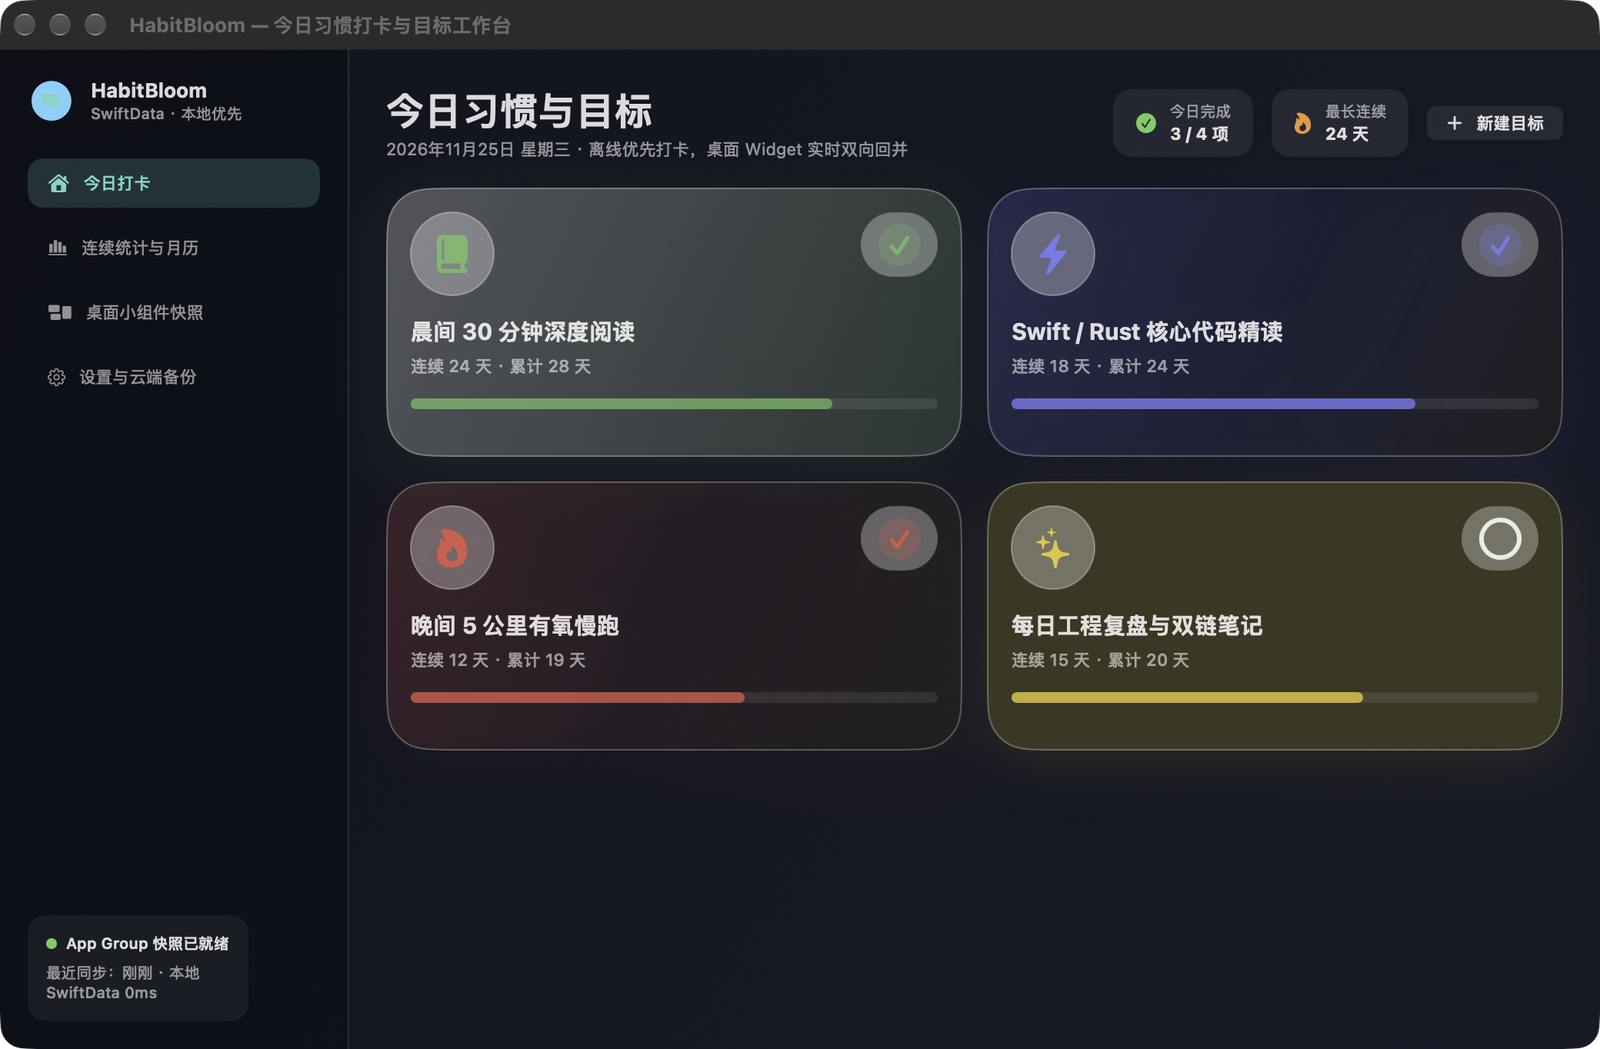 HabitBloom — 今日习惯打卡与目标工作台
HabitBloom
SwiftData · 本地优先
今日打卡
连续统计与月历
桌面小组件快照
设置与云端备份
App Group 快照已就绪
最近同步：刚刚 · 本地
SwiftData 0ms
今日习惯与目标
2026年11月25日 星期三 · 离线优先打卡，桌面 Widget 实时双向回并
今日完成
3 / 4 项
最长连续
24 天
新建目标
晨间 30 分钟深度阅读
连续 24 天 · 累计 28 天
Swift / Rust 核心代码精读
连续 18 天 · 累计 24 天
晚间 5 公里有氧慢跑
连续 12 天 · 累计 19 天
每日工程复盘与双链笔记
连续 15 天 · 累计 20 天